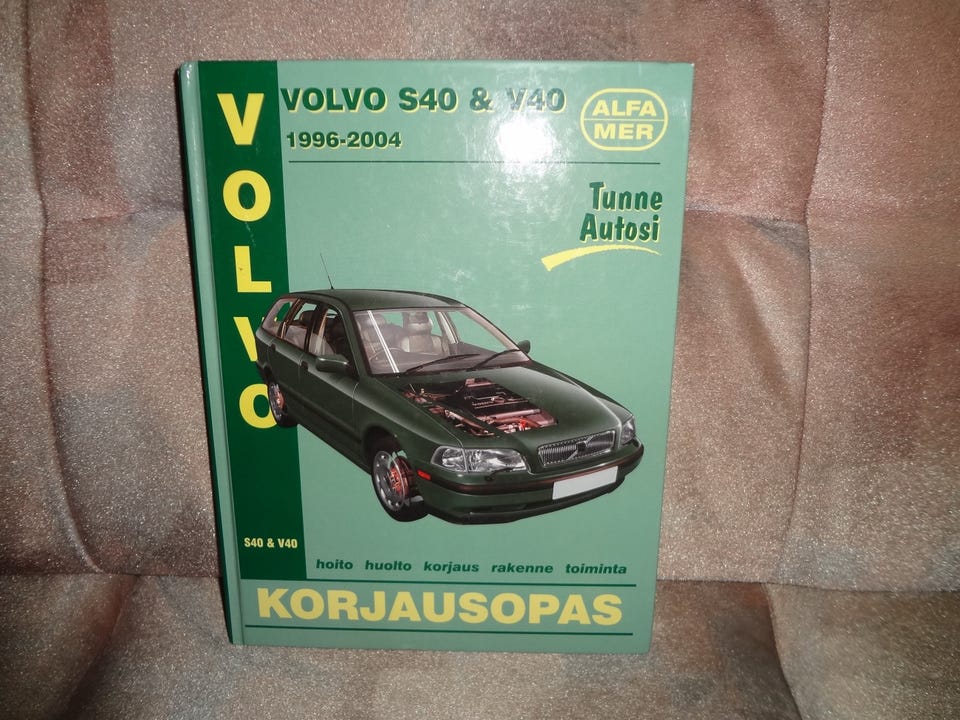 VOLVO
VOLVO S40 & V40
1996-2004
ALFA
MER
Tunne
Autosi
S40 & V40
hoito huolto korjaus rakenne toiminta
KORJAUSOPAS